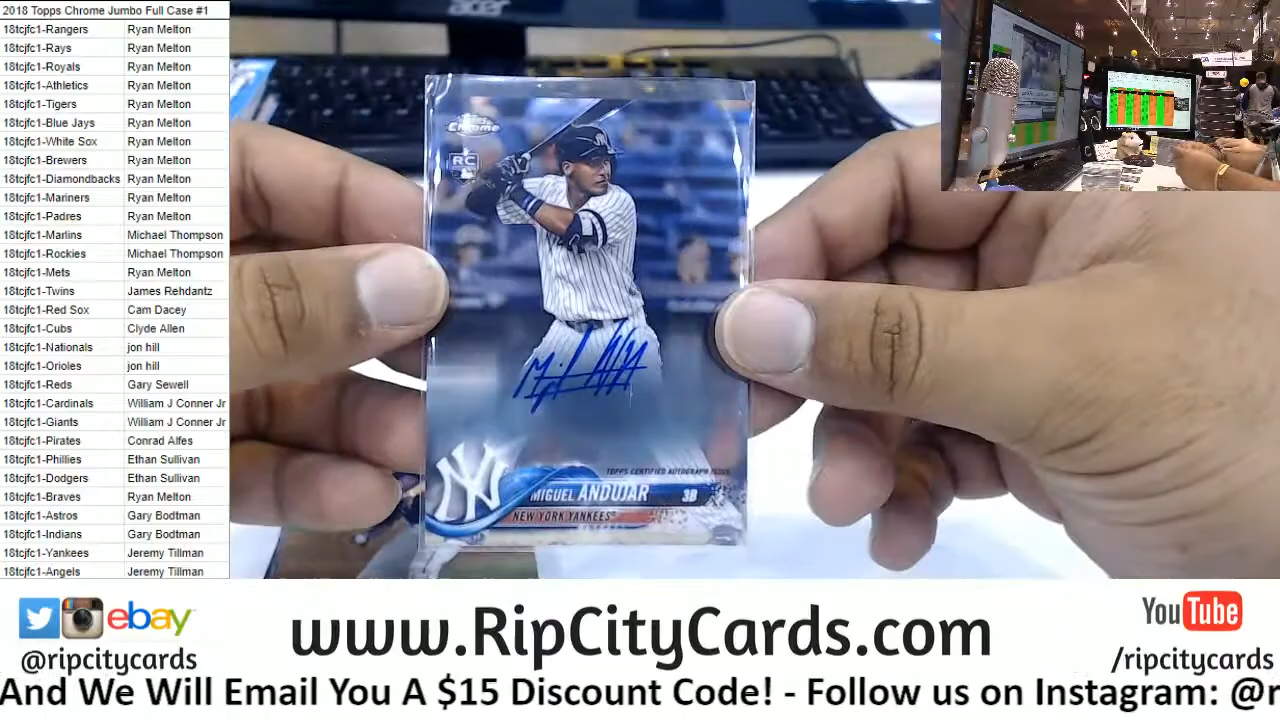 2018 Topps Chrome Jumbo Full Case #1
18tcjfc1-Rangers Ryan Melton
18tcjfc1-Rays Ryan Melton
18tcjfc1-Royals Ryan Melton
18tcjfc1-Athletics Ryan Melton
18tcjfc1-Tigers Ryan Melton
18tcjfc1-Blue Jays Ryan Melton
18tcjfc1-White Sox Ryan Melton
18tcjfc1-Brewers Ryan Melton
18tcjfc1-Diamondbacks Ryan Melton
18tcjfc1-Mariners Ryan Melton
18tcjfc1-Padres Ryan Melton
18tcjfc1-Marlins Michael Thompson
18tcjfc1-Rockies Michael Thompson
18tcjfc1-Mets Ryan Melton
18tcjfc1-Twins James Rehdantz
18tcjfc1-Red Sox Cam Dacey
18tcjfc1-Cubs Clyde Allen
18tcjfc1-Nationals jon hill
18tcjfc1-Orioles jon hill
18tcjfc1-Reds Gary Sewell
18tcjfc1-Cardinals William J Conner Jr
18tcjfc1-Giants William J Conner Jr
18tcjfc1-Pirates Conrad Alfes
18tcjfc1-Phillies Ethan Sullivan
18tcjfc1-Dodgers Ethan Sullivan
18tcjfc1-Braves Ryan Melton
18tcjfc1-Astros Gary Bodtman
18tcjfc1-Indians Gary Bodtman
18tcjfc1-Yankees Jeremy Tillman
18tcjfc1-Angels Jeremy Tillman
acer
Topps Chrome
RC
TOPPS CERTIFIED AUTOGRAPH ISSUE
NY
MIGUEL ANDUJAR 3B
NEW YORK YANKEES
ebay
@ripcitycards
www.RipCityCards.com
YouTube
/ripcitycards
And We Will Email You A $15 Discount Code! - Follow us on Instagram: @r